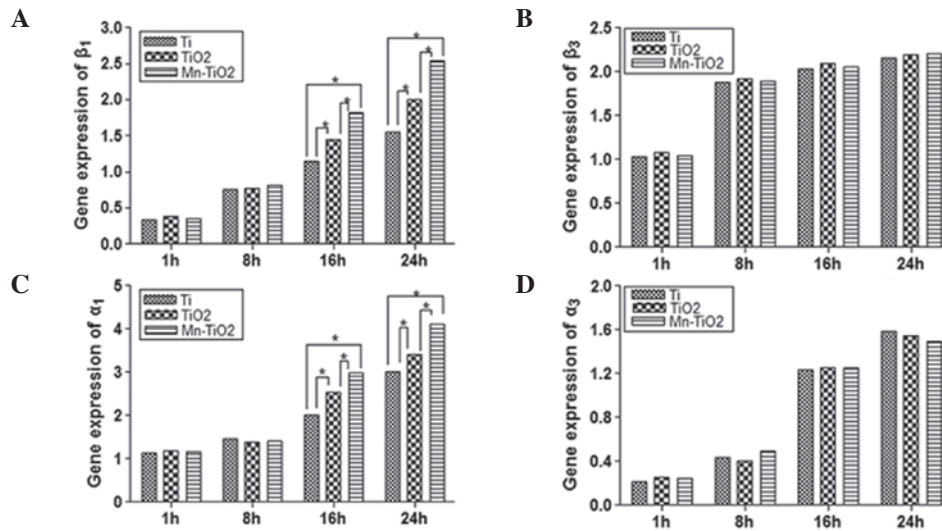 A
Gene expression of β1
3.0
2.5
2.0
1.5
1.0
0.5
0.0
Ti
TiO2
Mn-TiO2
*
*
*
*
*
*
1h
8h
16h
24h
B
Gene expression of β3
2.5
2.0
1.5
1.0
0.5
0.0
Ti
TiO2
Mn-TiO2
1h
8h
16h
24h
C
Gene expression of α1
5
4
3
2
1
0
Ti
TiO2
Mn-TiO2
*
*
*
*
*
*
1h
8h
16h
24h
D
Gene expression of α3
2.0
1.6
1.2
0.8
0.4
0.0
Ti
TiO2
Mn-TiO2
1h
8h
16h
24h